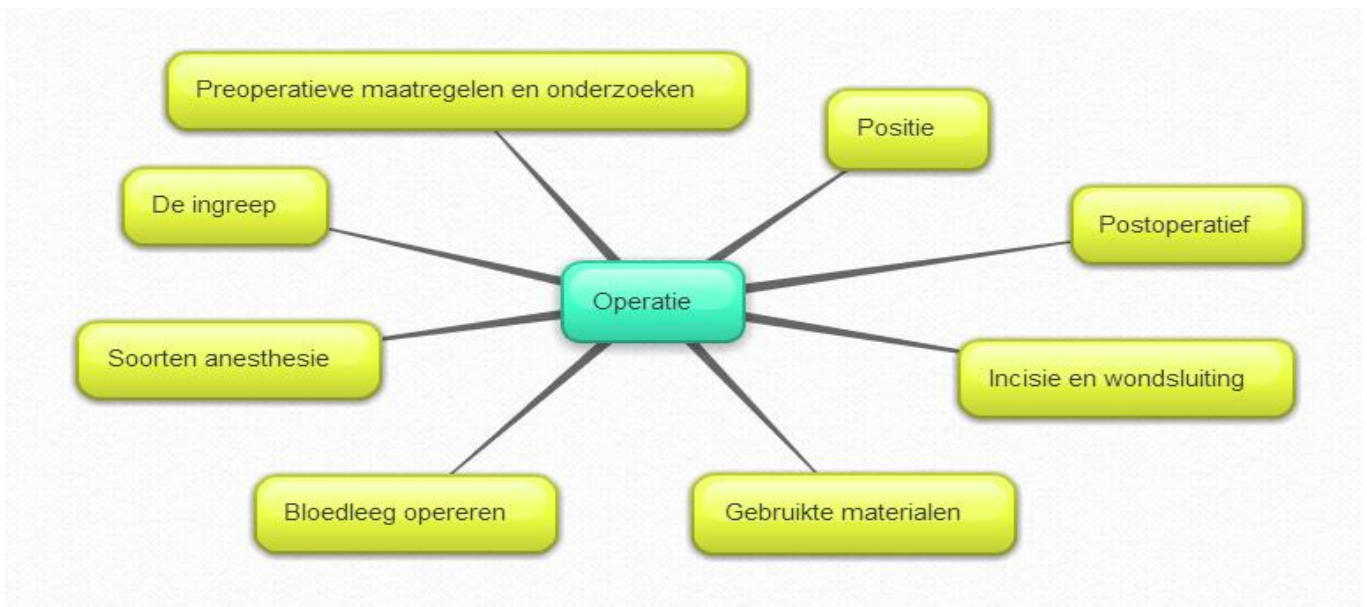 Preoperatieve maatregelen en onderzoeken
Positie
De ingreep
Postoperatief
Operatie
Soorten anesthesie
Incisie en wondsluiting
Bloedleeg opereren
Gebruikte materialen